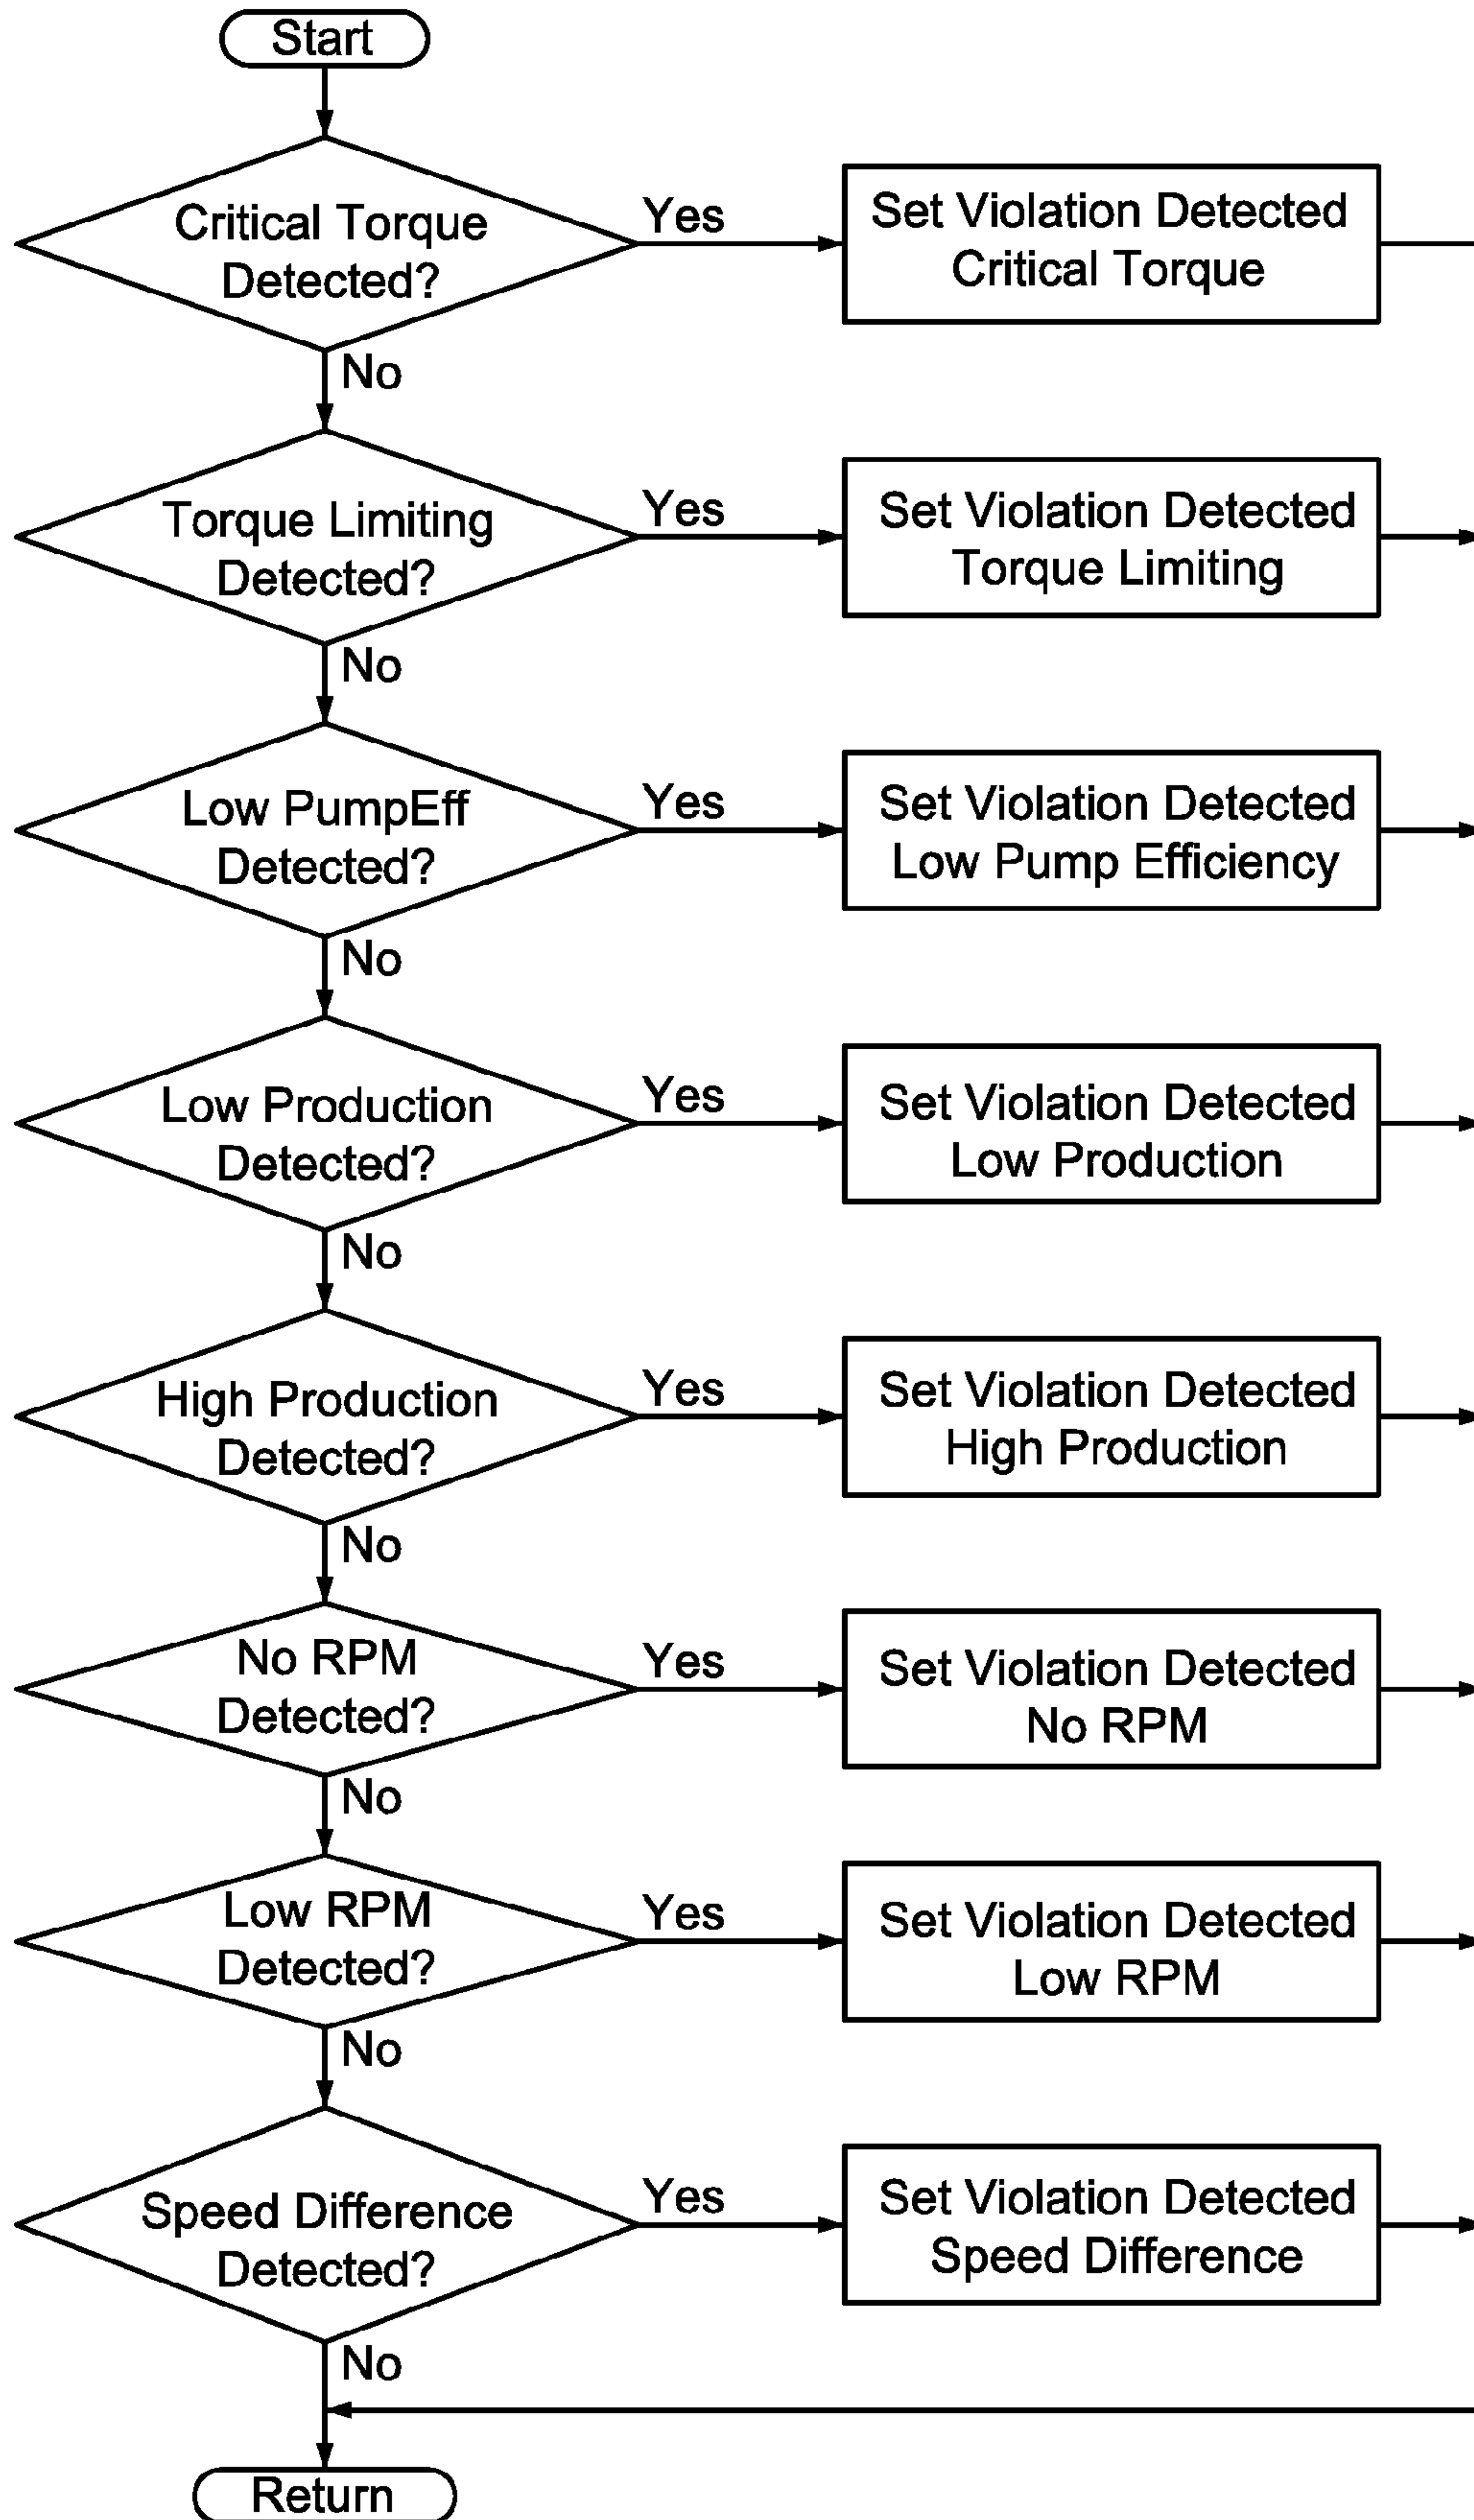 Start
Critical Torque
Detected?
Yes
Set Violation Detected
Critical Torque
No
Torque Limiting
Detected?
Yes
Set Violation Detected
Torque Limiting
No
Low PumpEff
Detected?
Yes
Set Violation Detected
Low Pump Efficiency
No
Low Production
Detected?
Yes
Set Violation Detected
Low Production
No
High Production
Detected?
Yes
Set Violation Detected
High Production
No
No RPM
Detected?
Yes
Set Violation Detected
No RPM
No
Low RPM
Detected?
Yes
Set Violation Detected
Low RPM
No
Speed Difference
Detected?
Yes
Set Violation Detected
Speed Difference
No
Return